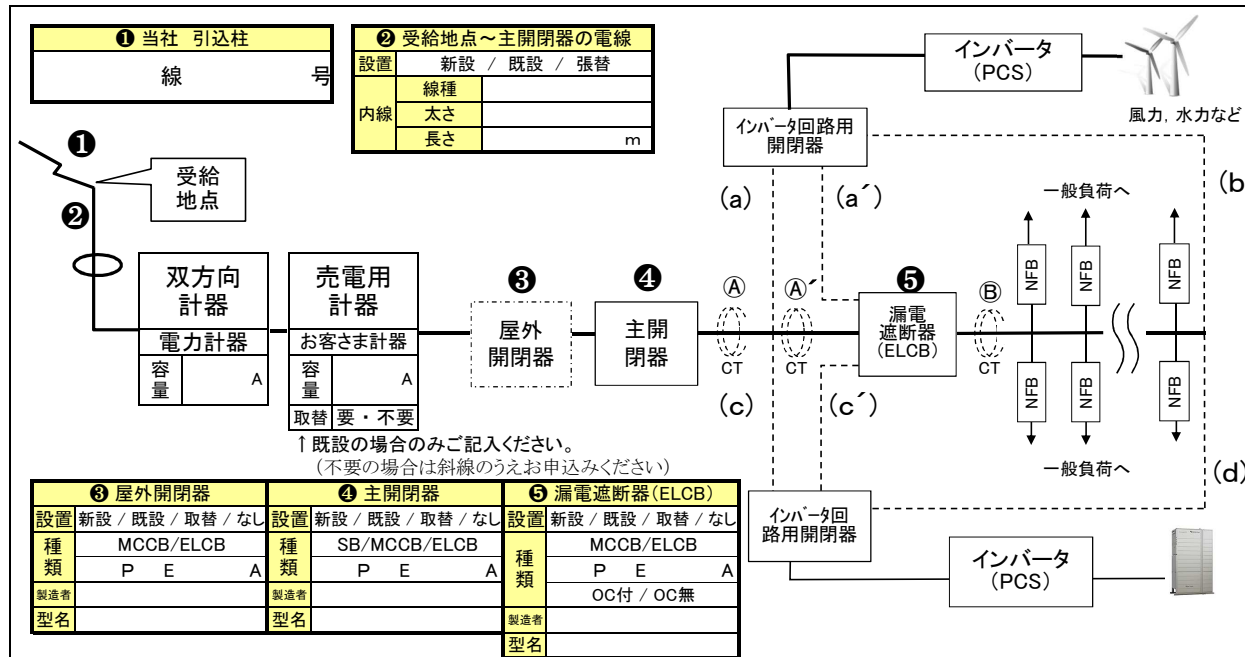 ❶ 当社 引込柱
線 号
❷ 受給地点～主開閉器の電線
設置 新設 / 既設 / 張替
内線 線種
太さ
長さ m
インバータ
(PCS)
風力, 水力など
インバータ回路用
開閉器
❶
受給
地点
❷
(a)
(a´)
(b
一般負荷へ
双方向
計器
電力計器
容量 A
売電用
計器
お客さま計器
容量 A
取替 要 ・ 不要
❸
屋外
開閉器
❹
主開
閉器
Ⓐ
CT
Ⓐ´
CT
❺
漏電
遮断器
(ELCB)
Ⓑ
CT
NFB
NFB
NFB
NFB
NFB
NFB
(c)
(c´)
一般負荷へ
(d)
↑既設の場合のみご記入ください。
(不要の場合は斜線のうえお申込みください)
❸ 屋外開閉器
設置 新設 / 既設 / 取替 / なし
種類 MCCB/ELCB
P E A
製造者
型名
❹ 主開閉器
設置 新設 / 既設 / 取替 / なし
種類 SB/MCCB/ELCB
P E A
製造者
型名
❺ 漏電遮断器(ELCB)
設置 新設 / 既設 / 取替 / なし
種類 MCCB/ELCB
P E A
OC付 / OC無
製造者
型名
インバータ回
路用開閉器
インバータ
(PCS)